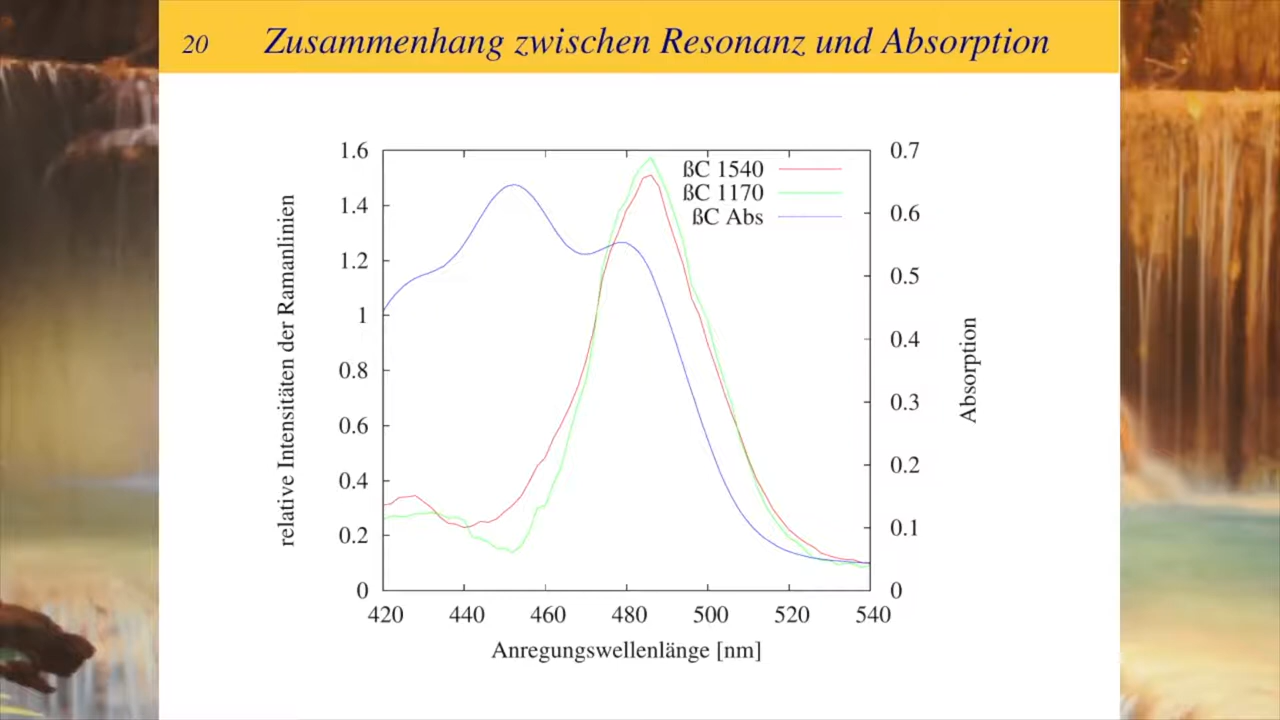 20 Zusammenhang zwischen Resonanz und Absorption
relative Intensitäten der Ramanlinien
1.6
1.4
1.2
1
0.8
0.6
0.4
0.2
0
ßC 1540
ßC 1170
ßC Abs
0.7
0.6
0.5
0.4
0.3
0.2
0.1
0
Absorption
420 440 460 480 500 520 540
Anregungswellenlänge [nm]